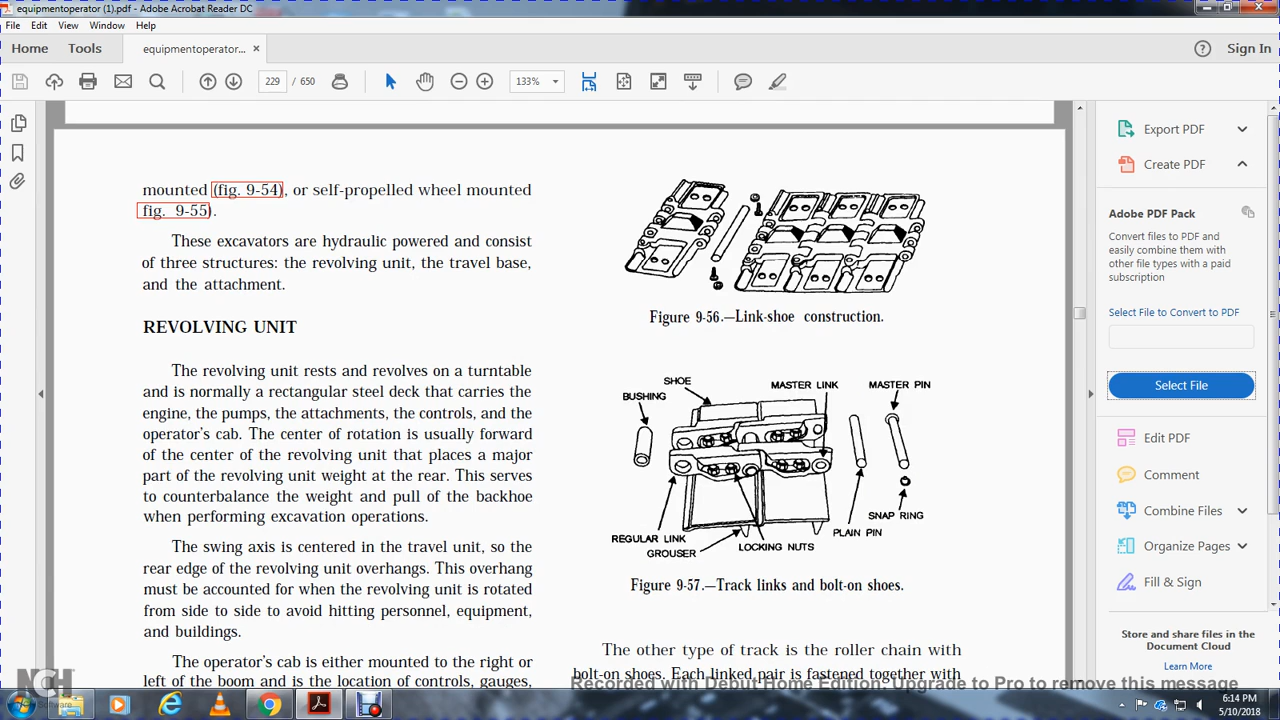 equipmentoperator (1).pdf - Adobe Acrobat Reader DC
File Edit View Window Help
Home Tools equipmentoperator... × Sign In
229 / 650 133%
mounted (fig. 9-54), or self-propelled wheel mounted
fig. 9-55).
These excavators are hydraulic powered and consist
of three structures: the revolving unit, the travel base,
and the attachment.
REVOLVING UNIT
The revolving unit rests and revolves on a turntable
and is normally a rectangular steel deck that carries the
engine, the pumps, the attachments, the controls, and the
operator's cab. The center of rotation is usually forward
of the center of the revolving unit that places a major
part of the revolving unit weight at the rear. This serves
to counterbalance the weight and pull of the backhoe
when performing excavation operations.
The swing axis is centered in the travel unit, so the
rear edge of the revolving unit overhangs. This overhang
must be accounted for when the revolving unit is rotated
from side to side to avoid hitting personnel, equipment,
and buildings.
The operator's cab is either mounted to the right or
left of the boom and is the location of controls, gauges,
Figure 9-56.—Link-shoe construction.
SHOE
BUSHING
MASTER LINK
MASTER PIN
SNAP RING
PLAIN PIN
REGULAR LINK
LOCKING NUTS
GROUSER
Figure 9-57.—Track links and bolt-on shoes.
The other type of track is the roller chain with
bolt-on shoes. Each linked pair is fastened together with
Export PDF
Create PDF
Adobe PDF Pack
Convert files to PDF and
easily combine them with
other file types with a paid
subscription
Select File to Convert to PDF
Select File
Edit PDF
Comment
Combine Files
Organize Pages
Fill & Sign
Store and share files in the
Document Cloud
Learn More
Recorded with Debut Home Edition. Upgrade to Pro to remove this message
NCH
Software
6:14 PM
5/10/2018